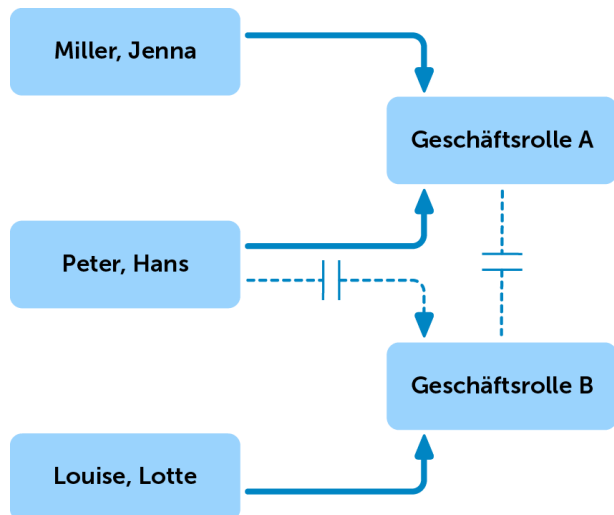 Miller, Jenna
Geschäftsrolle A
Peter, Hans
Geschäftsrolle B
Louise, Lotte